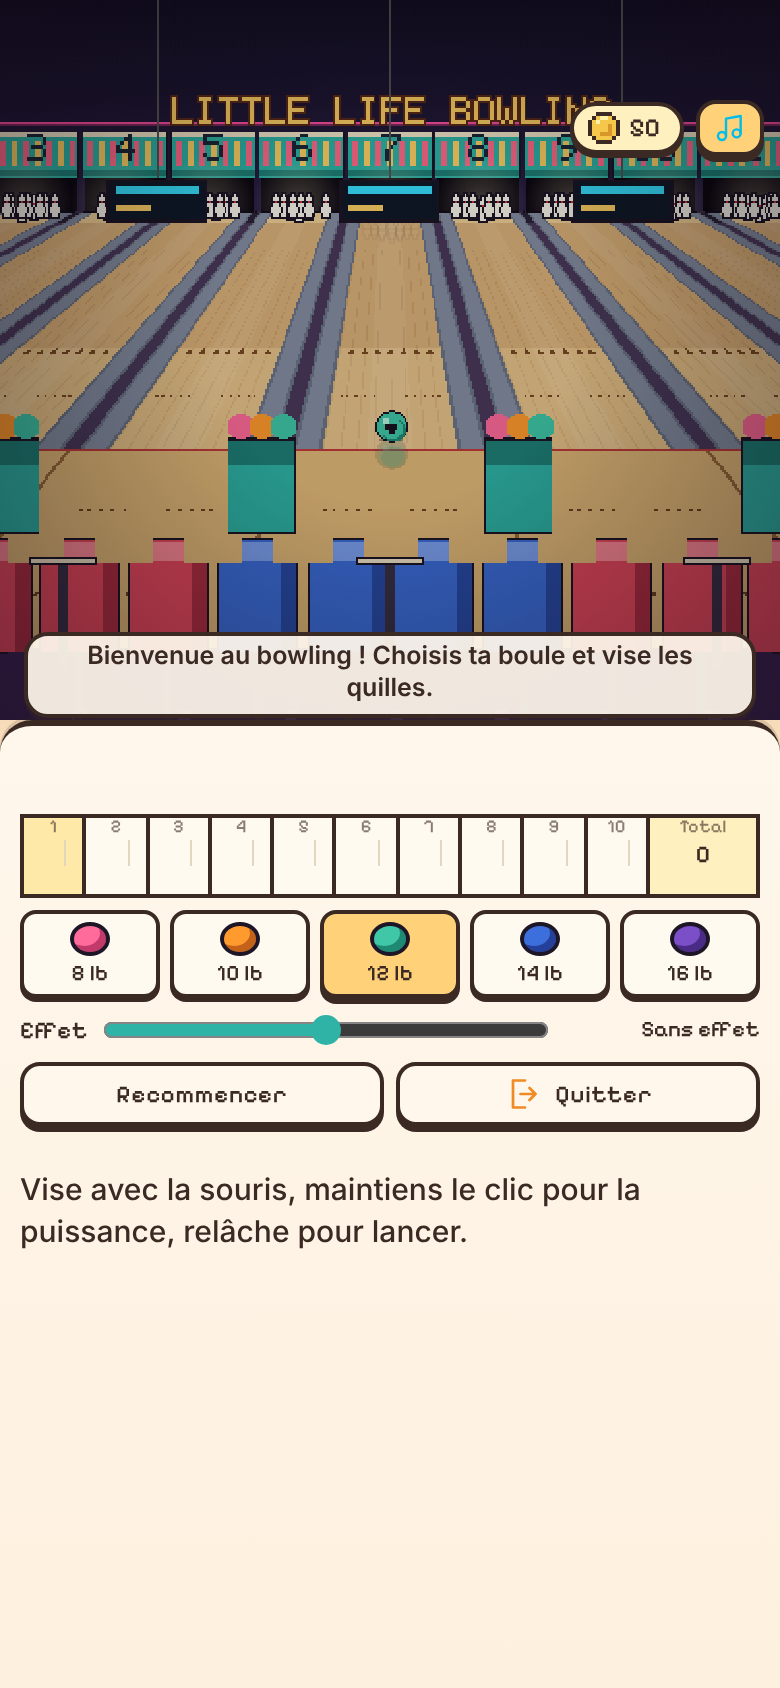 LITTLE LIFE BOWLING
50
3 4 5 6 7 8 9
Bienvenue au bowling ! Choisis ta boule et vise les
quilles.
1 2 3 4 5 6 7 8 9 10 Total
0
8 lb 10 lb 12 lb 14 lb 16 lb
Effet Sans effet
Recommencer Quitter
Vise avec la souris, maintiens le clic pour la
puissance, relâche pour lancer.